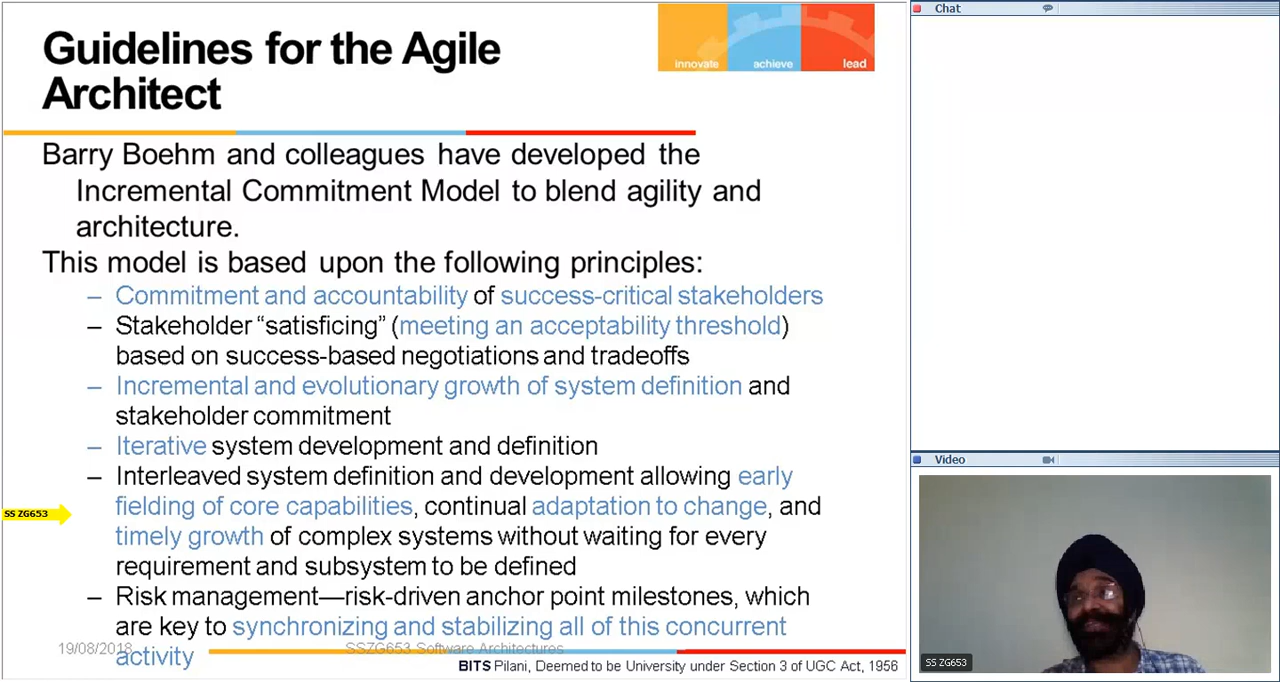 Guidelines for the Agile
Architect
innovate achieve lead
Barry Boehm and colleagues have developed the
Incremental Commitment Model to blend agility and
architecture.
This model is based upon the following principles:
– Commitment and accountability of success-critical stakeholders
– Stakeholder “satisficing” (meeting an acceptability threshold)
based on success-based negotiations and tradeoffs
– Incremental and evolutionary growth of system definition and
stakeholder commitment
– Iterative system development and definition
– Interleaved system definition and development allowing early
fielding of core capabilities, continual adaptation to change, and
timely growth of complex systems without waiting for every
requirement and subsystem to be defined
– Risk management—risk-driven anchor point milestones, which
are key to synchronizing and stabilizing all of this concurrent
activity
SS ZG653
19/08/2018
SSZG653 Software Architectures
BITS Pilani, Deemed to be University under Section 3 of UGC Act, 1956
Chat
Video
SS ZG653